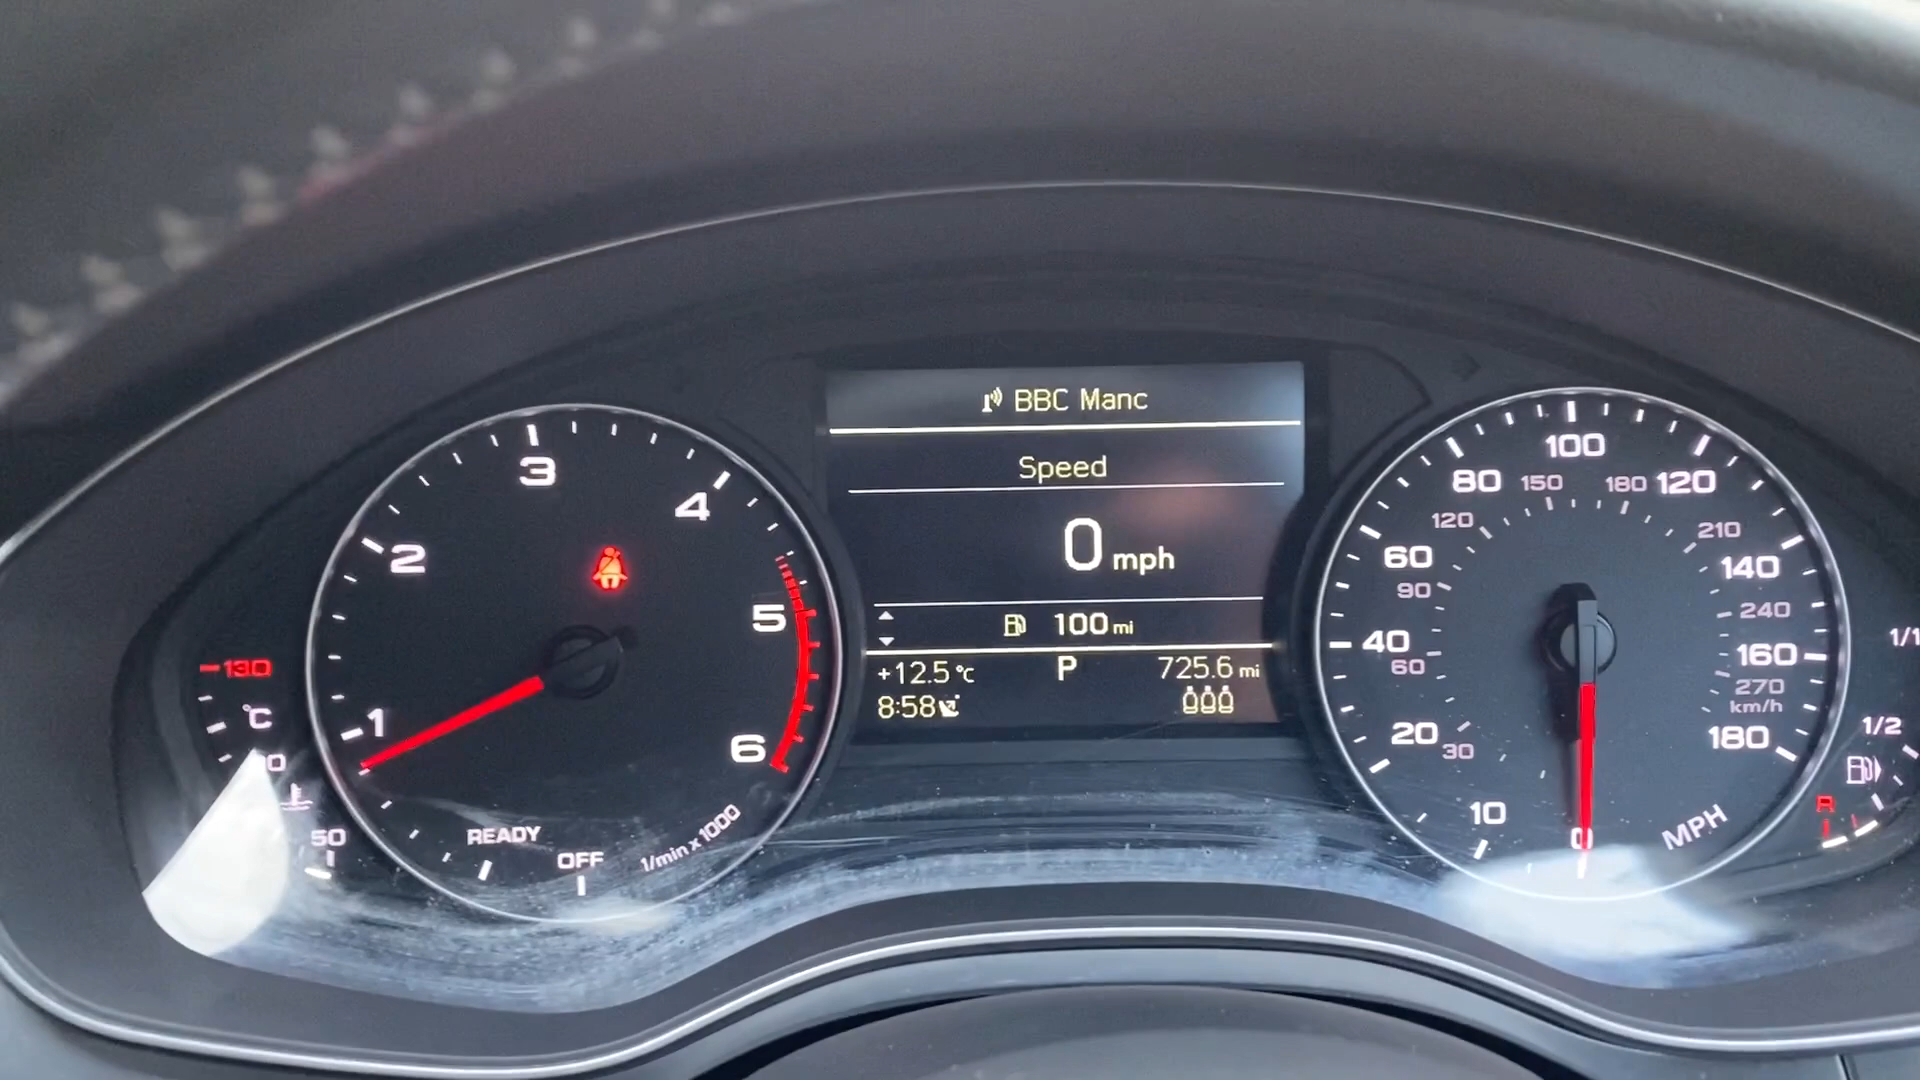 BBC Manc
Speed
0 mph
100 mi
+12.5 °C P 725.6 mi
8:58
1
2
3
4
5
6
READY
OFF
1/min x 1000
130
°C
50
0
10
20
40
60
80
100
120
140
160
180
MPH
30
60
90
120
150
180
210
240
270
km/h
1/1
1/2
R